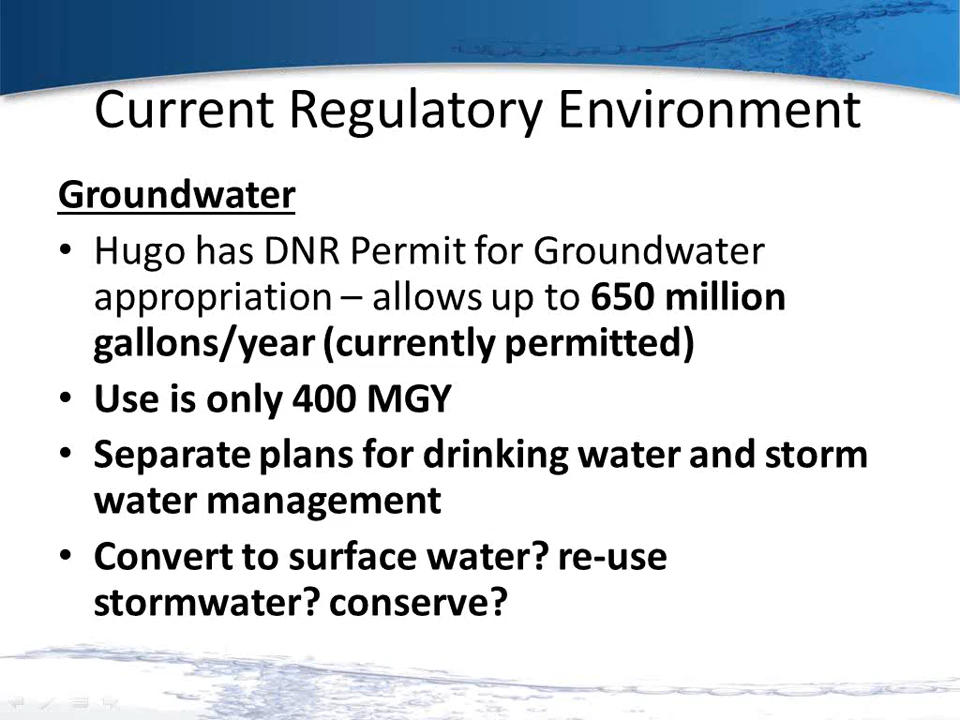 Current Regulatory Environment
Groundwater
• Hugo has DNR Permit for Groundwater
appropriation – allows up to 650 million
gallons/year (currently permitted)
• Use is only 400 MGY
• Separate plans for drinking water and storm
water management
• Convert to surface water? re-use
stormwater? conserve?